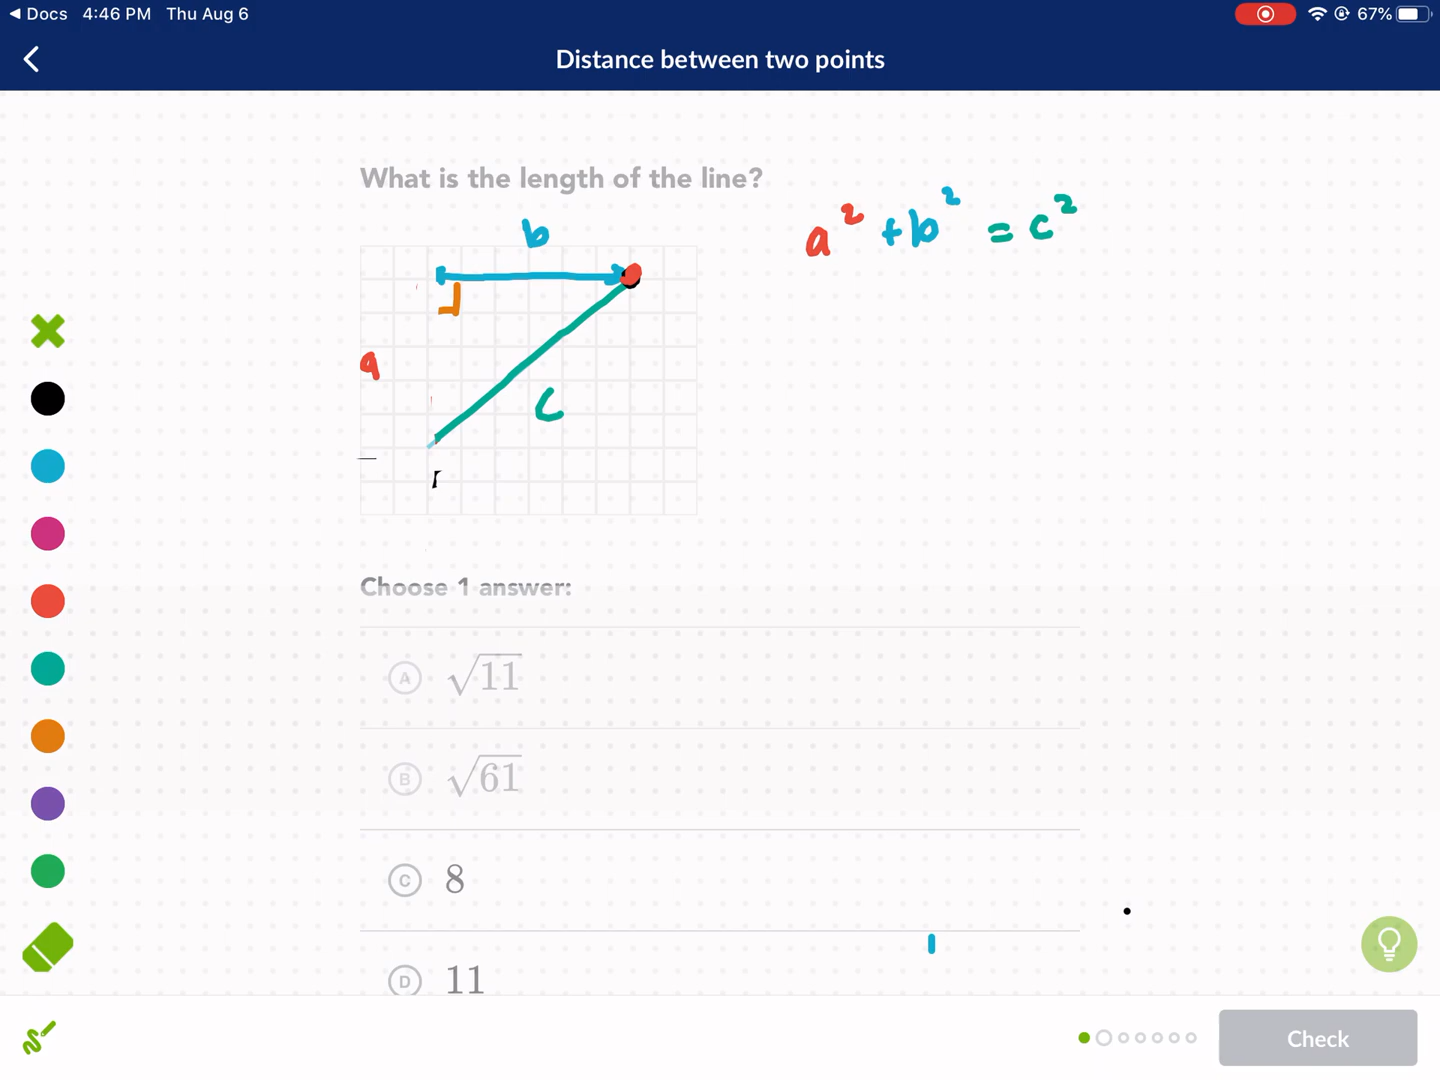 Docs 4:46 PM Thu Aug 6 67%
Distance between two points
What is the length of the line?
a² + b² = c²
b
a
c
Choose 1 answer:
A √11
B √61
C 8
D 11
Check